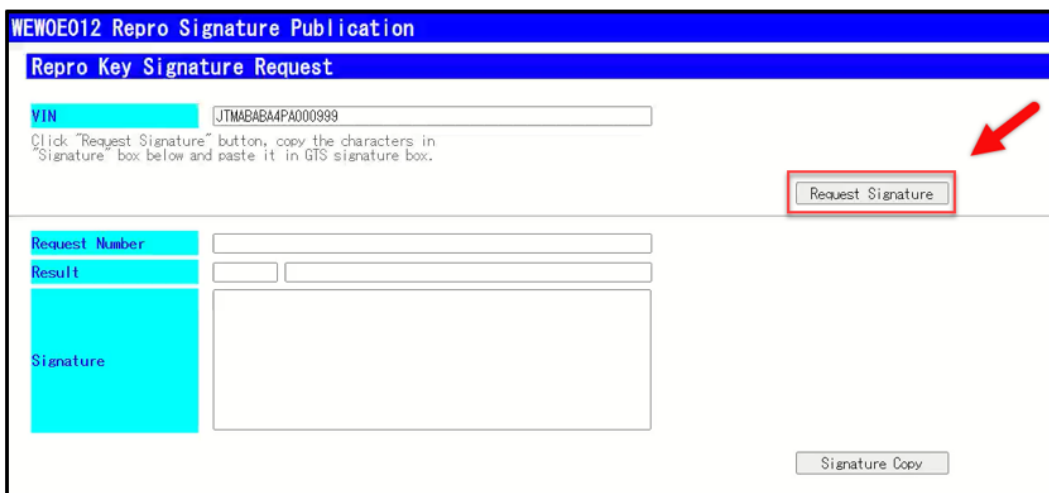 WEWOE012 Repro Signature Publication
Repro Key Signature Request
VIN
JTMABABA4PA000999
Click "Request Signature" button, copy the characters in
"Signature" box below and paste it in GTS signature box.
Request Signature
Request Number
Result
Signature
Signature Copy